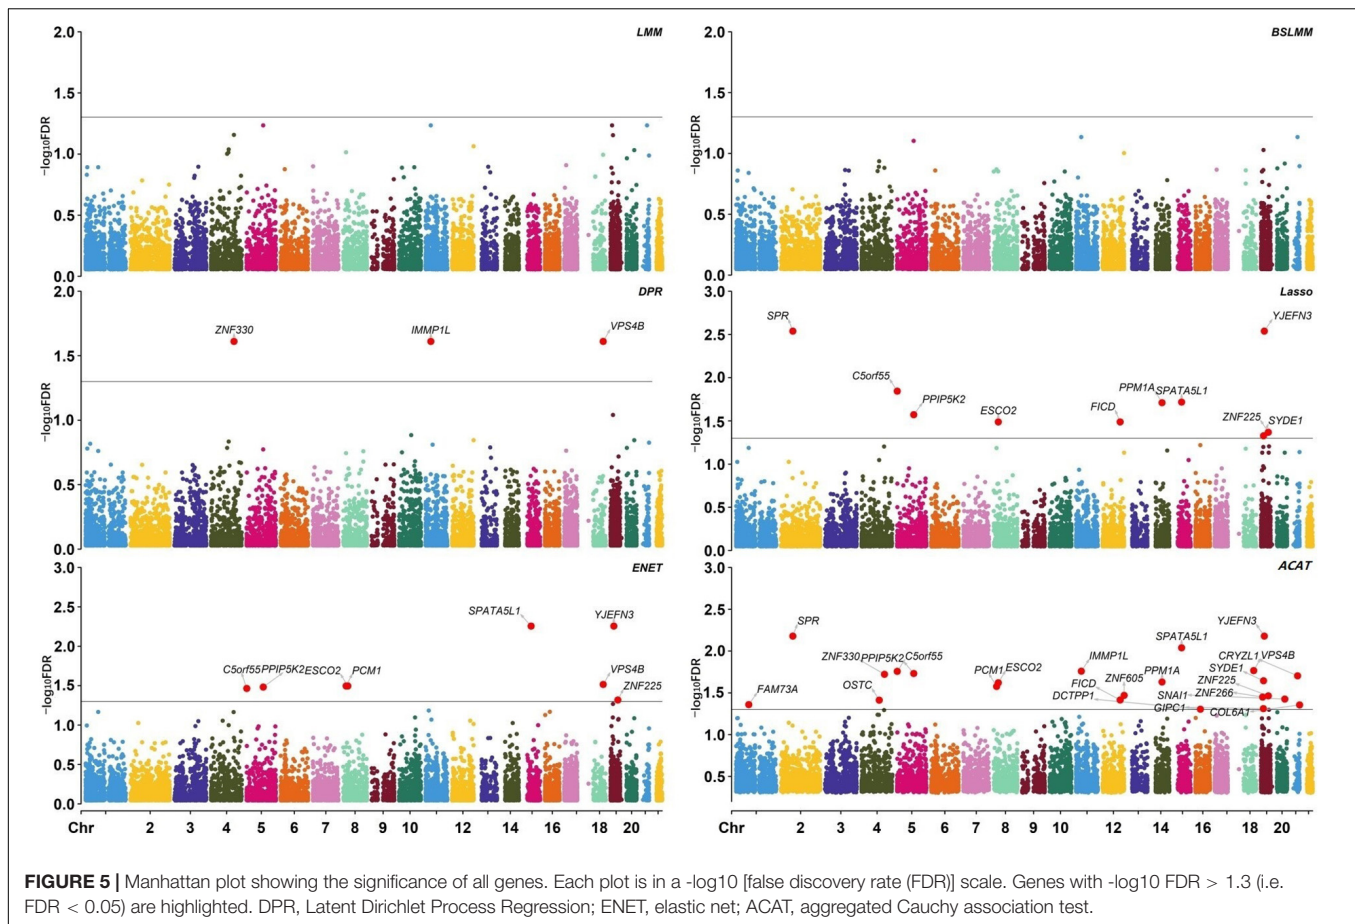 LMM
2.0
1.5
1.0
0.5
0.0
−log10FDR
BSLMM
2.0
1.5
1.0
0.5
0.0
−log10FDR
DPR
2.0
1.5
1.0
0.5
0.0
−log10FDR
ZNF330 IMMP1L VPS4B
Lasso
3.0
2.5
2.0
1.5
1.0
0.5
0.0
−log10FDR
SPR YJEFN3
C5orf55 PPM1A SPATA5L1
PPIP5K2 ESCO2 FICD ZNF225 SYDE1
ENET
3.0
2.5
2.0
1.5
1.0
0.5
0.0
−log10FDR
SPATA5L1 YJEFN3
C5orf55 PPIP5K2 ESCO2 PCM1 VPS4B
ZNF225
Chr 2 3 4 5 6 7 8 9 10 12 14 16 18 20
ACAT
3.0
2.5
2.0
1.5
1.0
0.5
−log10FDR
SPR YJEFN3
SPATA5L1
ZNF330 PPIP5K2 C5orf55 PCM1 ESCO2 IMMP1L PPM1A CRYZL1 VPS4B
SYDE1
FAM73A OSTC FICD ZNF605 ZNF225
DCTPP1 SNAI1 ZNF266
GIPC1 COL6A1
Chr 2 3 4 5 6 7 8 9 10 12 14 16 18 20
FIGURE 5 | Manhattan plot showing the significance of all genes. Each plot is in a -log10 [false discovery rate (FDR)] scale. Genes with -log10 FDR > 1.3 (i.e.
FDR < 0.05) are highlighted. DPR, Latent Dirichlet Process Regression; ENET, elastic net; ACAT, aggregated Cauchy association test.